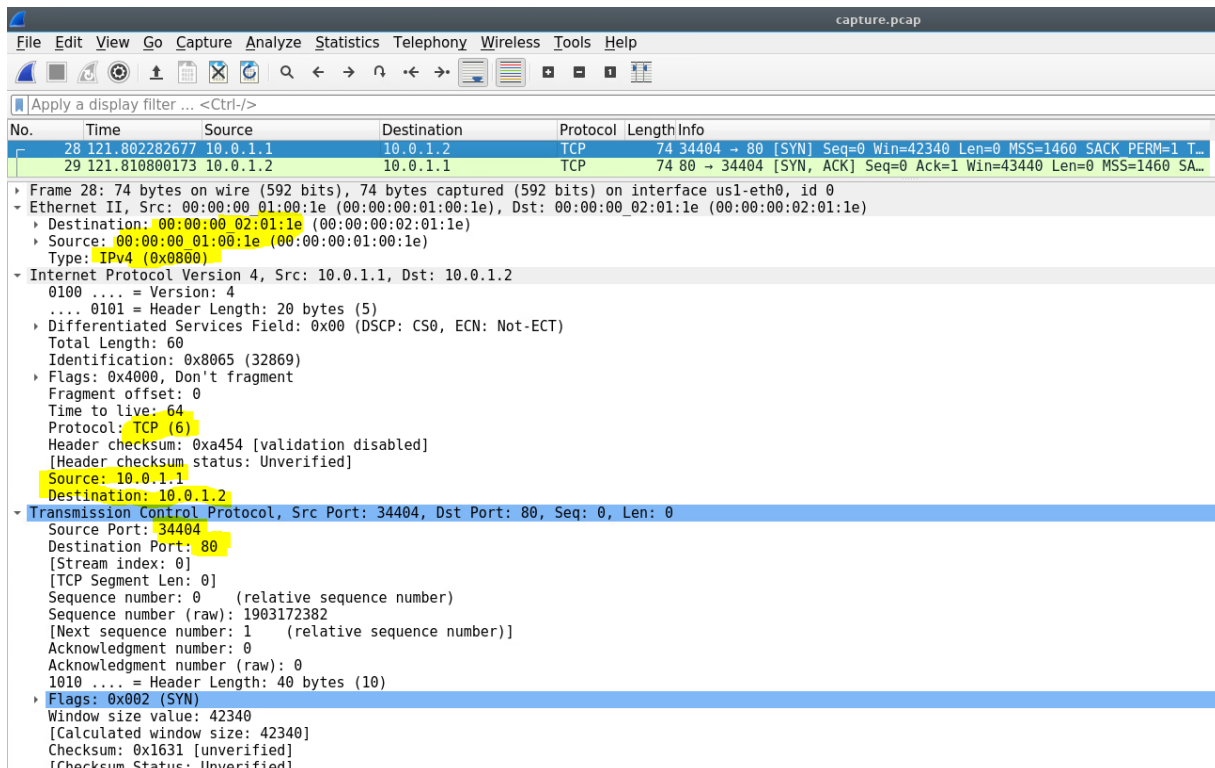 capture.pcap
File Edit View Go Capture Analyze Statistics Telephony Wireless Tools Help
Apply a display filter ... <Ctrl-/>
No. Time Source Destination Protocol Length Info
28 121.802282677 10.0.1.1 10.0.1.2 TCP 74 34404 → 80 [SYN] Seq=0 Win=42340 Len=0 MSS=1460 SACK_PERM=1 T…
29 121.810800173 10.0.1.2 10.0.1.1 TCP 74 80 → 34404 [SYN, ACK] Seq=0 Ack=1 Win=43440 Len=0 MSS=1460 SA…
Frame 28: 74 bytes on wire (592 bits), 74 bytes captured (592 bits) on interface us1-eth0, id 0
Ethernet II, Src: 00:00:00_01:00:1e (00:00:00:01:00:1e), Dst: 00:00:00_02:01:1e (00:00:00:02:01:1e)
Destination: 00:00:00_02:01:1e (00:00:00:02:01:1e)
Source: 00:00:00_01:00:1e (00:00:00:01:00:1e)
Type: IPv4 (0x0800)
Internet Protocol Version 4, Src: 10.0.1.1, Dst: 10.0.1.2
0100 .... = Version: 4
.... 0101 = Header Length: 20 bytes (5)
Differentiated Services Field: 0x00 (DSCP: CS0, ECN: Not-ECT)
Total Length: 60
Identification: 0x8065 (32869)
Flags: 0x4000, Don't fragment
Fragment offset: 0
Time to live: 64
Protocol: TCP (6)
Header checksum: 0xa454 [validation disabled]
[Header checksum status: Unverified]
Source: 10.0.1.1
Destination: 10.0.1.2
Transmission Control Protocol, Src Port: 34404, Dst Port: 80, Seq: 0, Len: 0
Source Port: 34404
Destination Port: 80
[Stream index: 0]
[TCP Segment Len: 0]
Sequence number: 0 (relative sequence number)
Sequence number (raw): 1903172382
[Next sequence number: 1 (relative sequence number)]
Acknowledgment number: 0
Acknowledgment number (raw): 0
1010 .... = Header Length: 40 bytes (10)
Flags: 0x002 (SYN)
Window size value: 42340
[Calculated window size: 42340]
Checksum: 0x1631 [unverified]
[Checksum Status: Unverified]